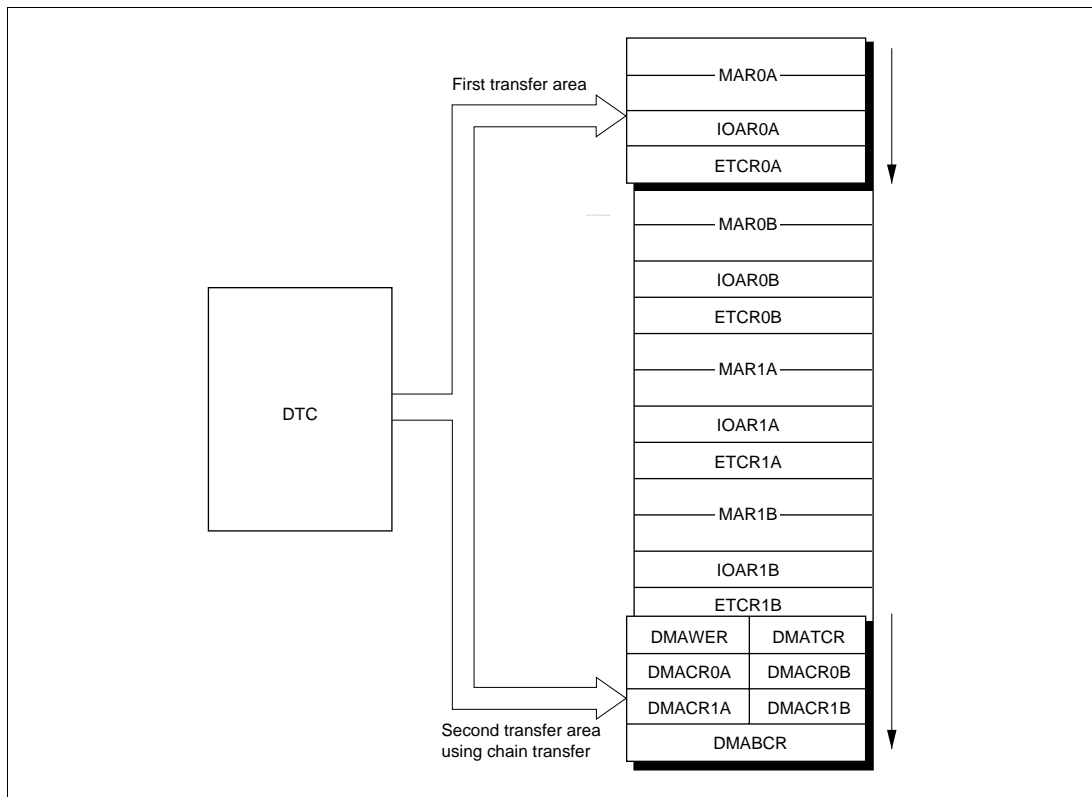 First transfer area
MAR0A
IOAR0A
ETCR0A
MAR0B
IOAR0B
ETCR0B
MAR1A
DTC
IOAR1A
ETCR1A
MAR1B
IOAR1B
ETCR1B
DMAWER DMATCR
DMACR0A DMACR0B
DMACR1A DMACR1B
Second transfer area
using chain transfer
DMABCR